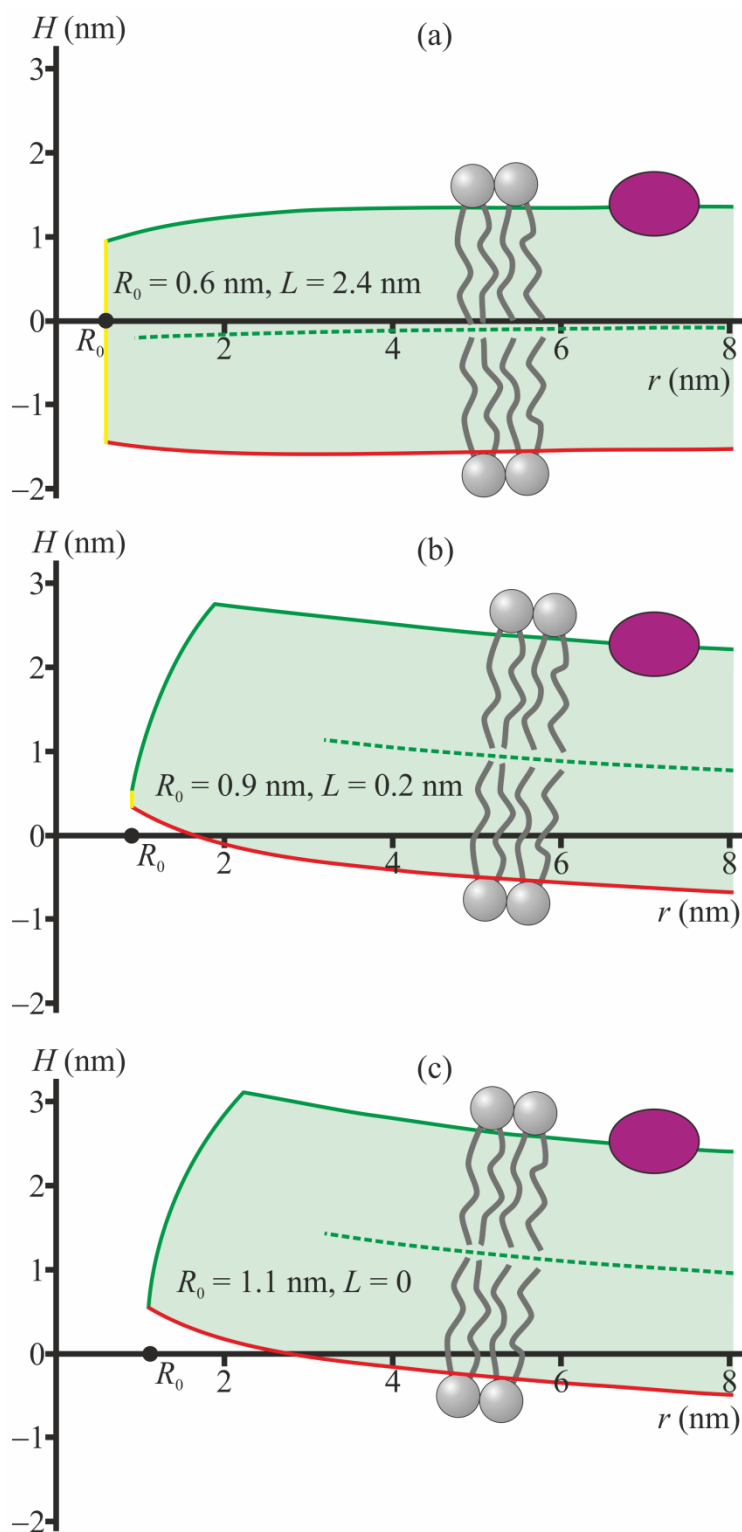 H (nm)
(a)
3
2
1
R₀ = 0.6 nm, L = 2.4 nm
0
R₀
2
4
6
8
r (nm)
–1
–2
H (nm)
(b)
3
2
1
R₀ = 0.9 nm, L = 0.2 nm
0
R₀
2
4
6
8
r (nm)
–1
–2
H (nm)
(c)
3
2
1
R₀ = 1.1 nm, L = 0
0
R₀
2
4
6
8
r (nm)
–1
–2